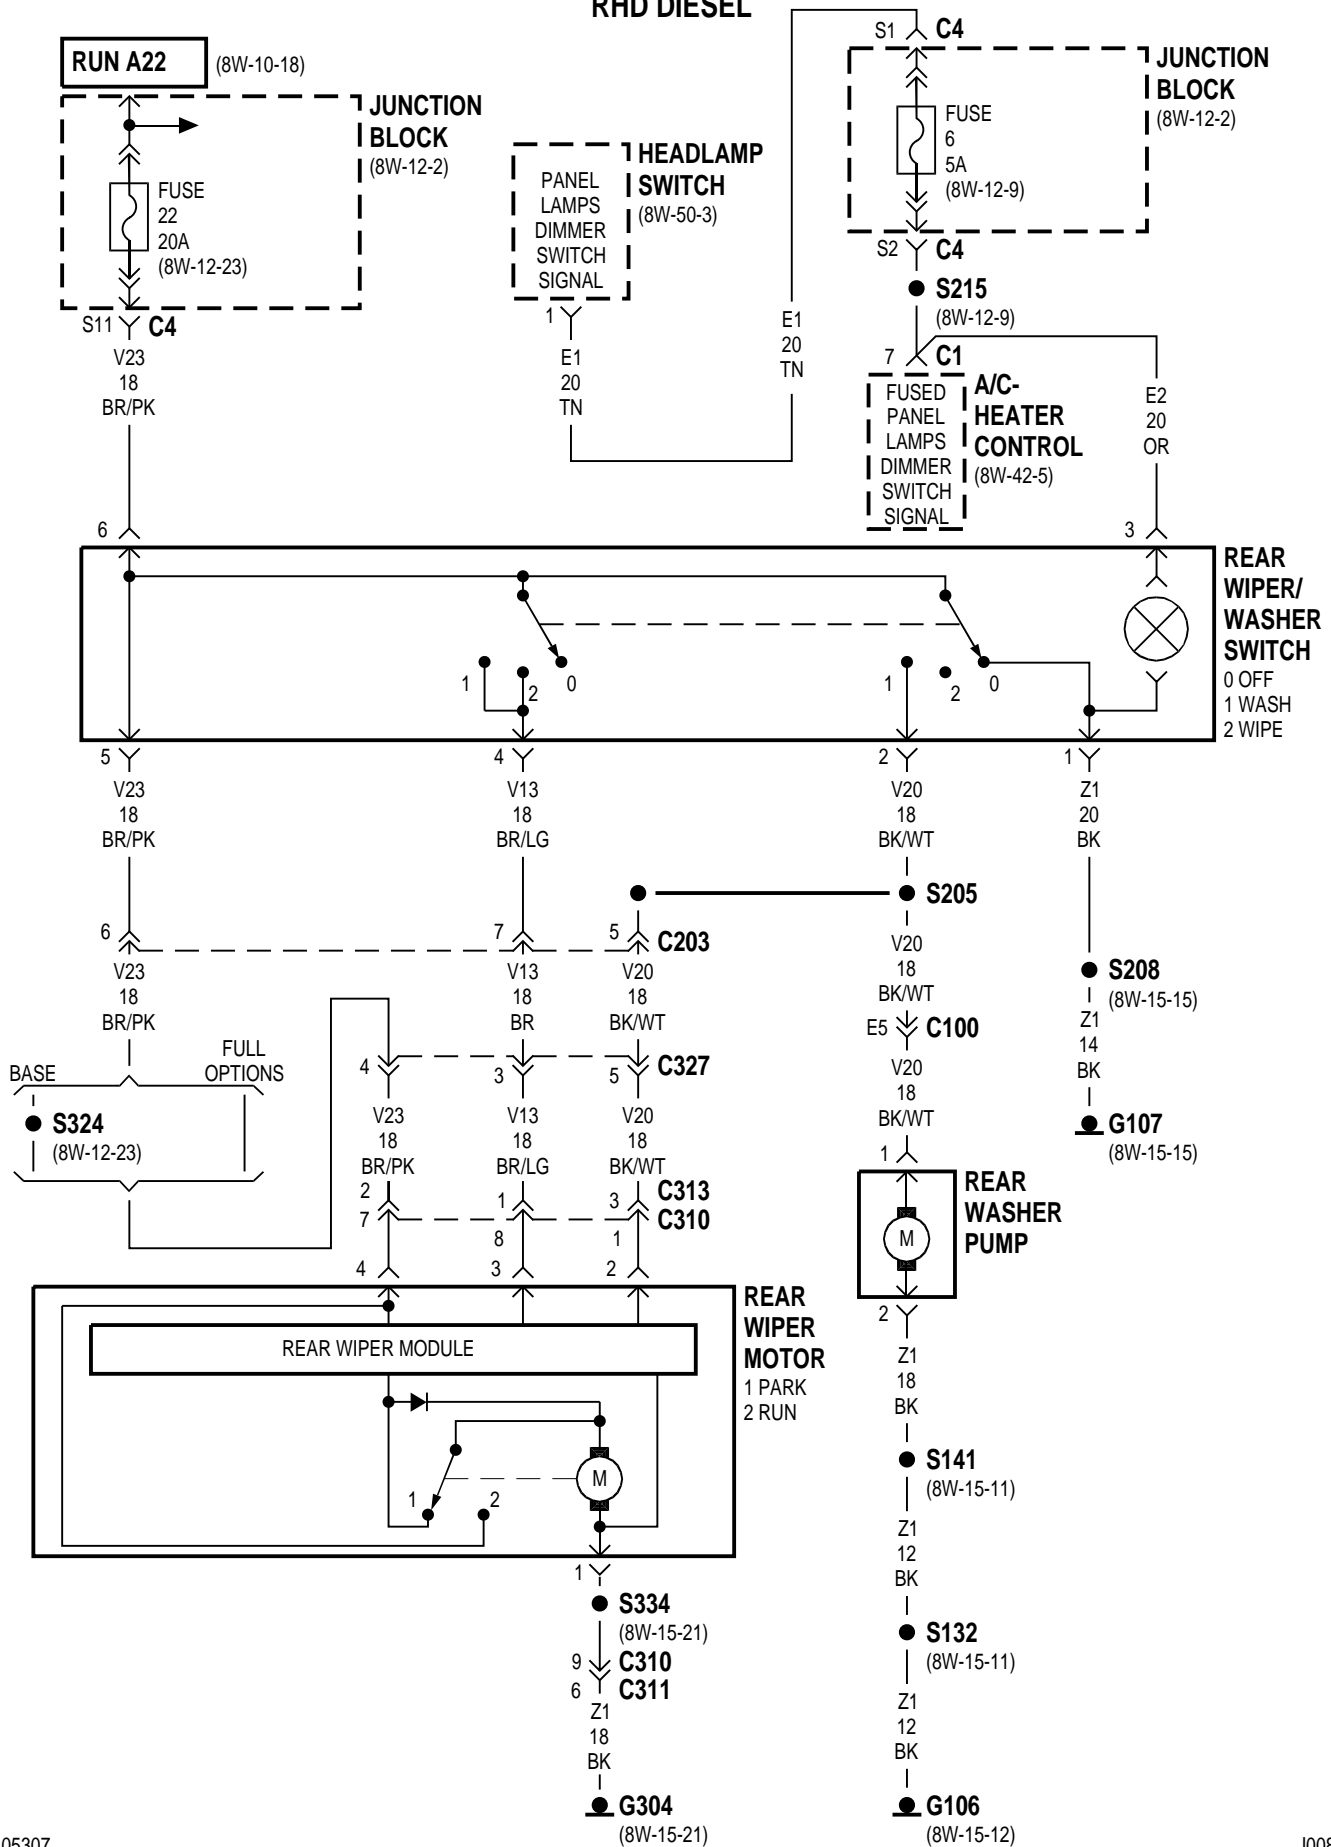 RHD DIESEL
RUN A22
(8W-10-18)
JUNCTION
BLOCK
(8W-12-2)
FUSE
22
20A
(8W-12-23)
S11
C4
V23
18
BR/PK
PANEL
LAMPS
DIMMER
SWITCH
SIGNAL
HEADLAMP
SWITCH
(8W-50-3)
1
E1
20
TN
E1
20
TN
S1
C4
JUNCTION
BLOCK
(8W-12-2)
FUSE
6
5A
(8W-12-9)
S2
C4
S215
(8W-12-9)
7
C1
FUSED
PANEL
LAMPS
DIMMER
SWITCH
SIGNAL
A/C-
HEATER
CONTROL
(8W-42-5)
E2
20
OR
6
3
REAR
WIPER/
WASHER
SWITCH
0 OFF
1 WASH
2 WIPE
1
2
0
1
2
0
5
4
2
1
V23
18
BR/PK
V13
18
BR/LG
V20
18
BK/WT
Z1
20
BK
S205
6
7
5
C203
V23
18
BR/PK
V13
18
BR
V20
18
BK/WT
V20
18
BK/WT
S208
(8W-15-15)
E5
C100
Z1
14
BK
BASE
FULL
OPTIONS
4
3
5
C327
S324
(8W-12-23)
V23
18
BR/PK
V13
18
BR/LG
V20
18
BK/WT
V20
18
BK/WT
G107
(8W-15-15)
2
1
3
C313
7
8
1
C310
4
3
2
1
REAR
WASHER
PUMP
M
2
REAR WIPER MODULE
REAR
WIPER
MOTOR
1 PARK
2 RUN
1
2
M
1
S334
(8W-15-21)
9
C310
6
C311
Z1
18
BK
G304
(8W-15-21)
Z1
18
BK
S141
(8W-15-11)
Z1
12
BK
S132
(8W-15-11)
Z1
12
BK
G106
(8W-15-12)
05307